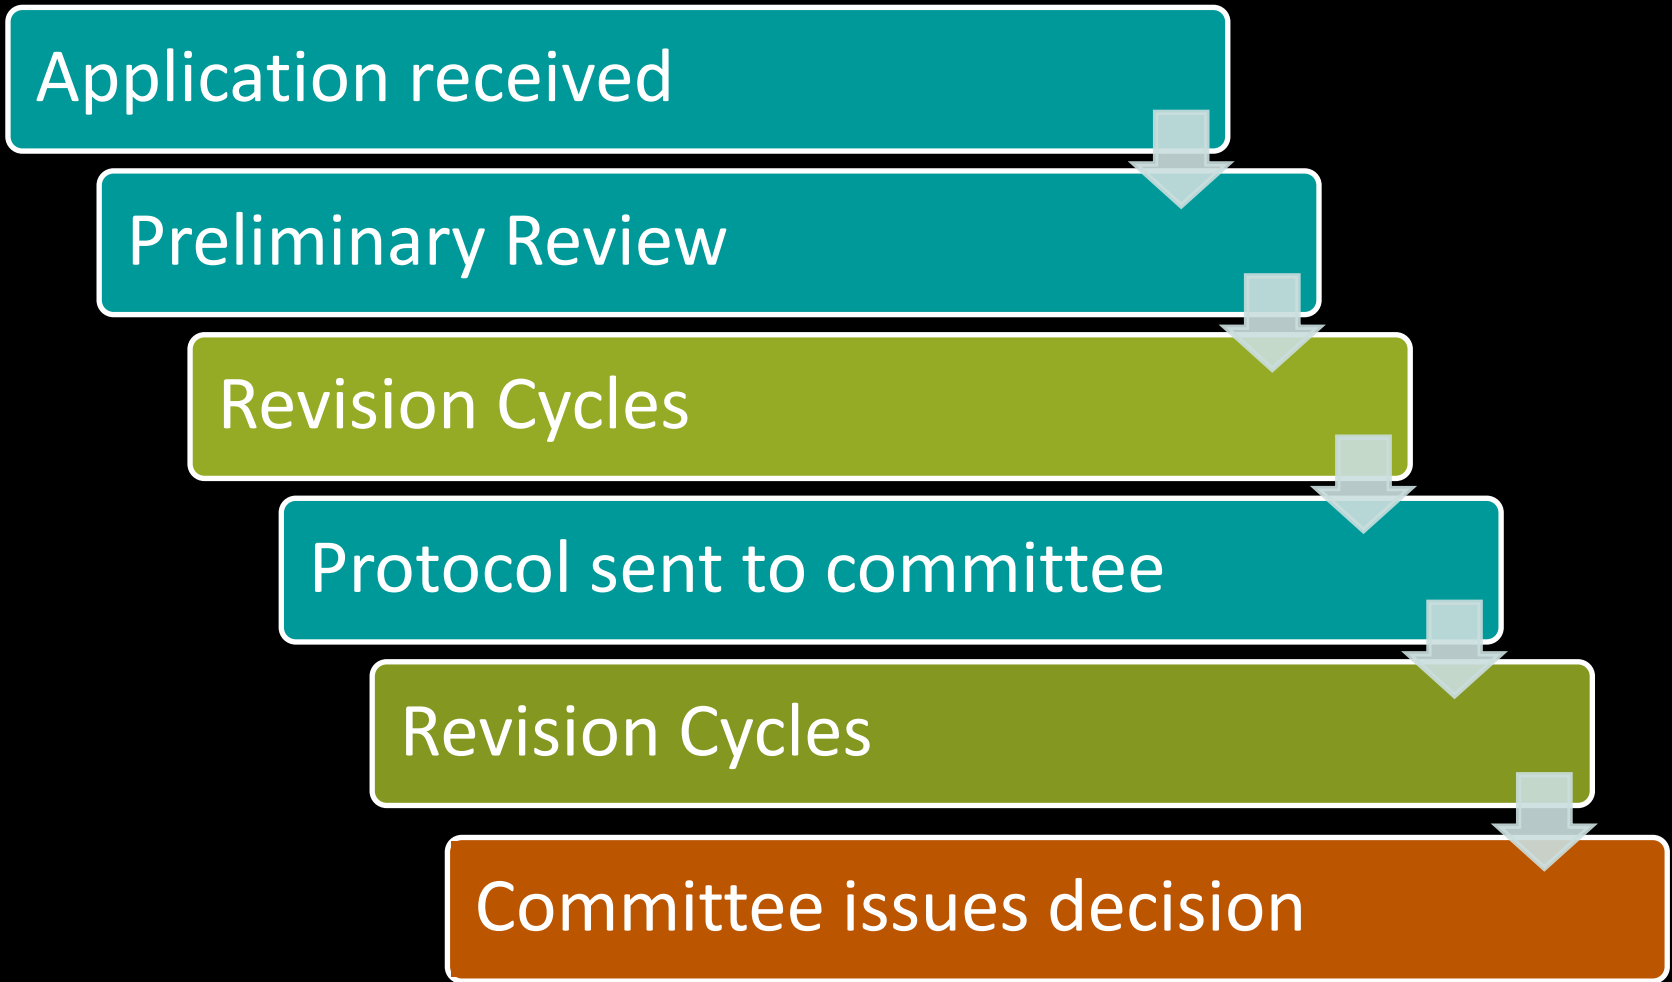 Application received
Preliminary Review
Revision Cycles
Protocol sent to committee
Revision Cycles
Committee issues decision